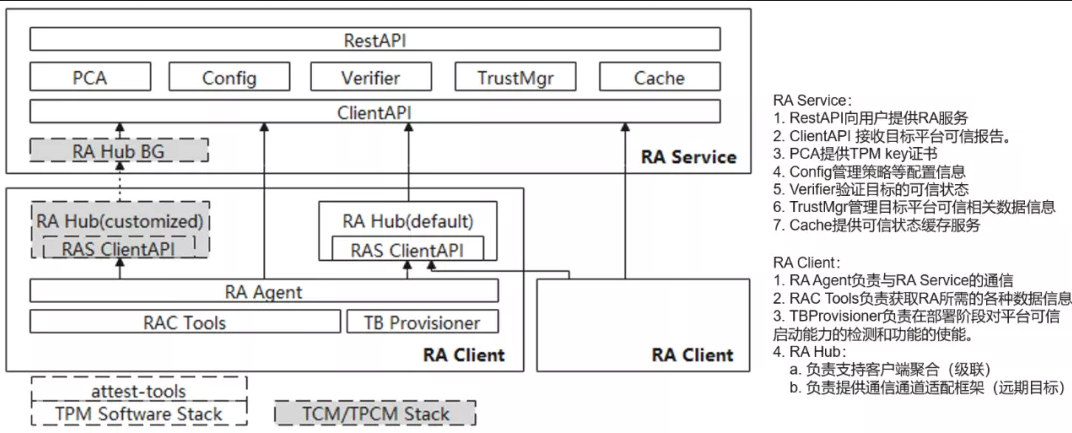 RestAPI
PCA
Config
Verifier
TrustMgr
Cache
ClientAPI
RA Hub BG
RA Service
RA Hub(customized)
RAS ClientAPI
RA Hub(default)
RAS ClientAPI
RA Agent
RAC Tools
TB Provisioner
RA Client
RA Client
attest-tools
TPM Software Stack
TCM/TPCM Stack
RA Service：
1. RestAPI向用户提供RA服务
2. ClientAPI 接收目标平台可信报告。
3. PCA提供TPM key证书
4. Config管理策略等配置信息
5. Verifier验证目标的可信状态
6. TrustMgr管理目标平台可信相关数据信息
7. Cache提供可信状态缓存服务
RA Client：
1. RA Agent负责与RA Service的通信
2. RAC Tools负责获取RA所需的各种数据信息
3. TBProvisioner负责在部署阶段对平台可信
启动能力的检测和功能的使能。
4. RA Hub：
a. 负责支持客户端聚合（级联）
b. 负责提供通信通道适配框架（远期目标）